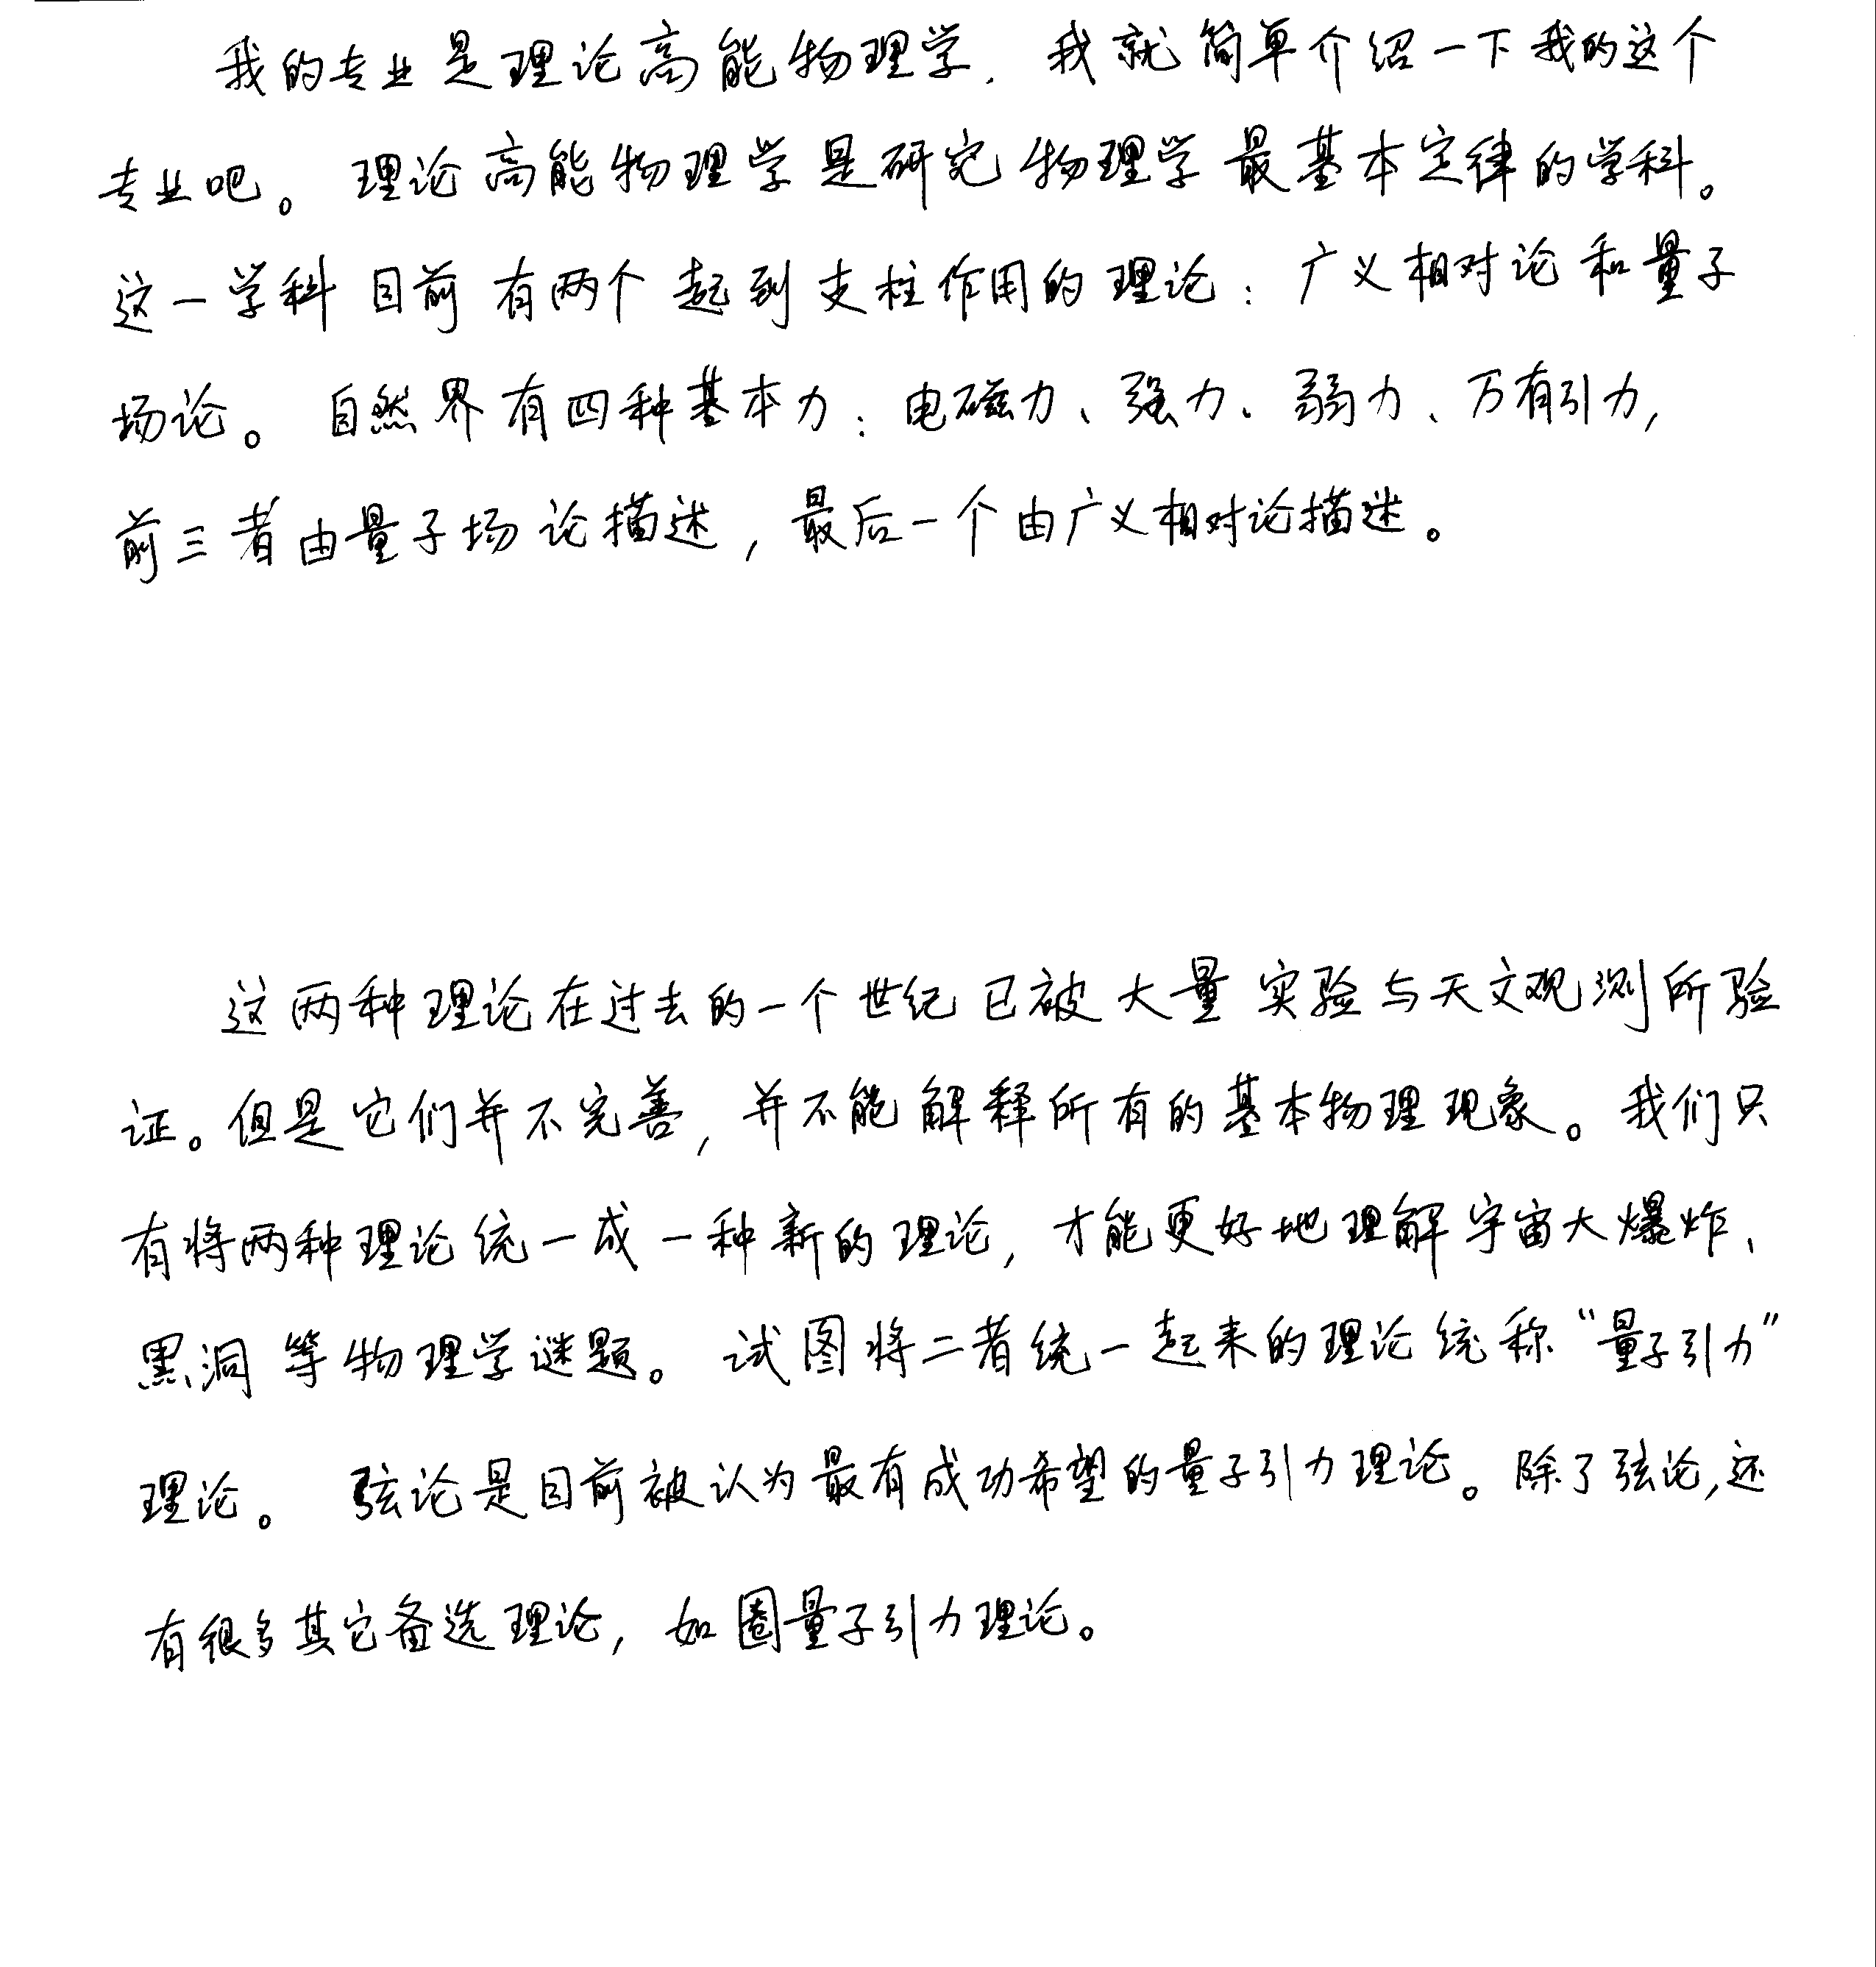 我的专业是理论高能物理学. 我就简单介绍一下我的这个
专业吧。理论高能物理学是研究物理学最基本定律的学科。
这一学科目前有两个起到支柱作用的理论: 广义相对论和量子
场论。自然界有四种基本力: 电磁力、强力、弱力、万有引力,
前三者由量子场论描述, 最后一个由广义相对论描述。
这两种理论在过去的一个世纪已被大量实验与天文观测所验
证。但是它们并不完善, 并不能解释所有的基本物理现象。我们只
有将两种理论统一成一种新的理论, 才能更好地理解宇宙大爆炸、
黑洞等物理学谜题。试图将二者统一起来的理论统称“量子引力”
理论。弦论是目前被认为最有成功希望的量子引力理论。除了弦论,还
有很多其它备选理论, 如圈量子引力理论。